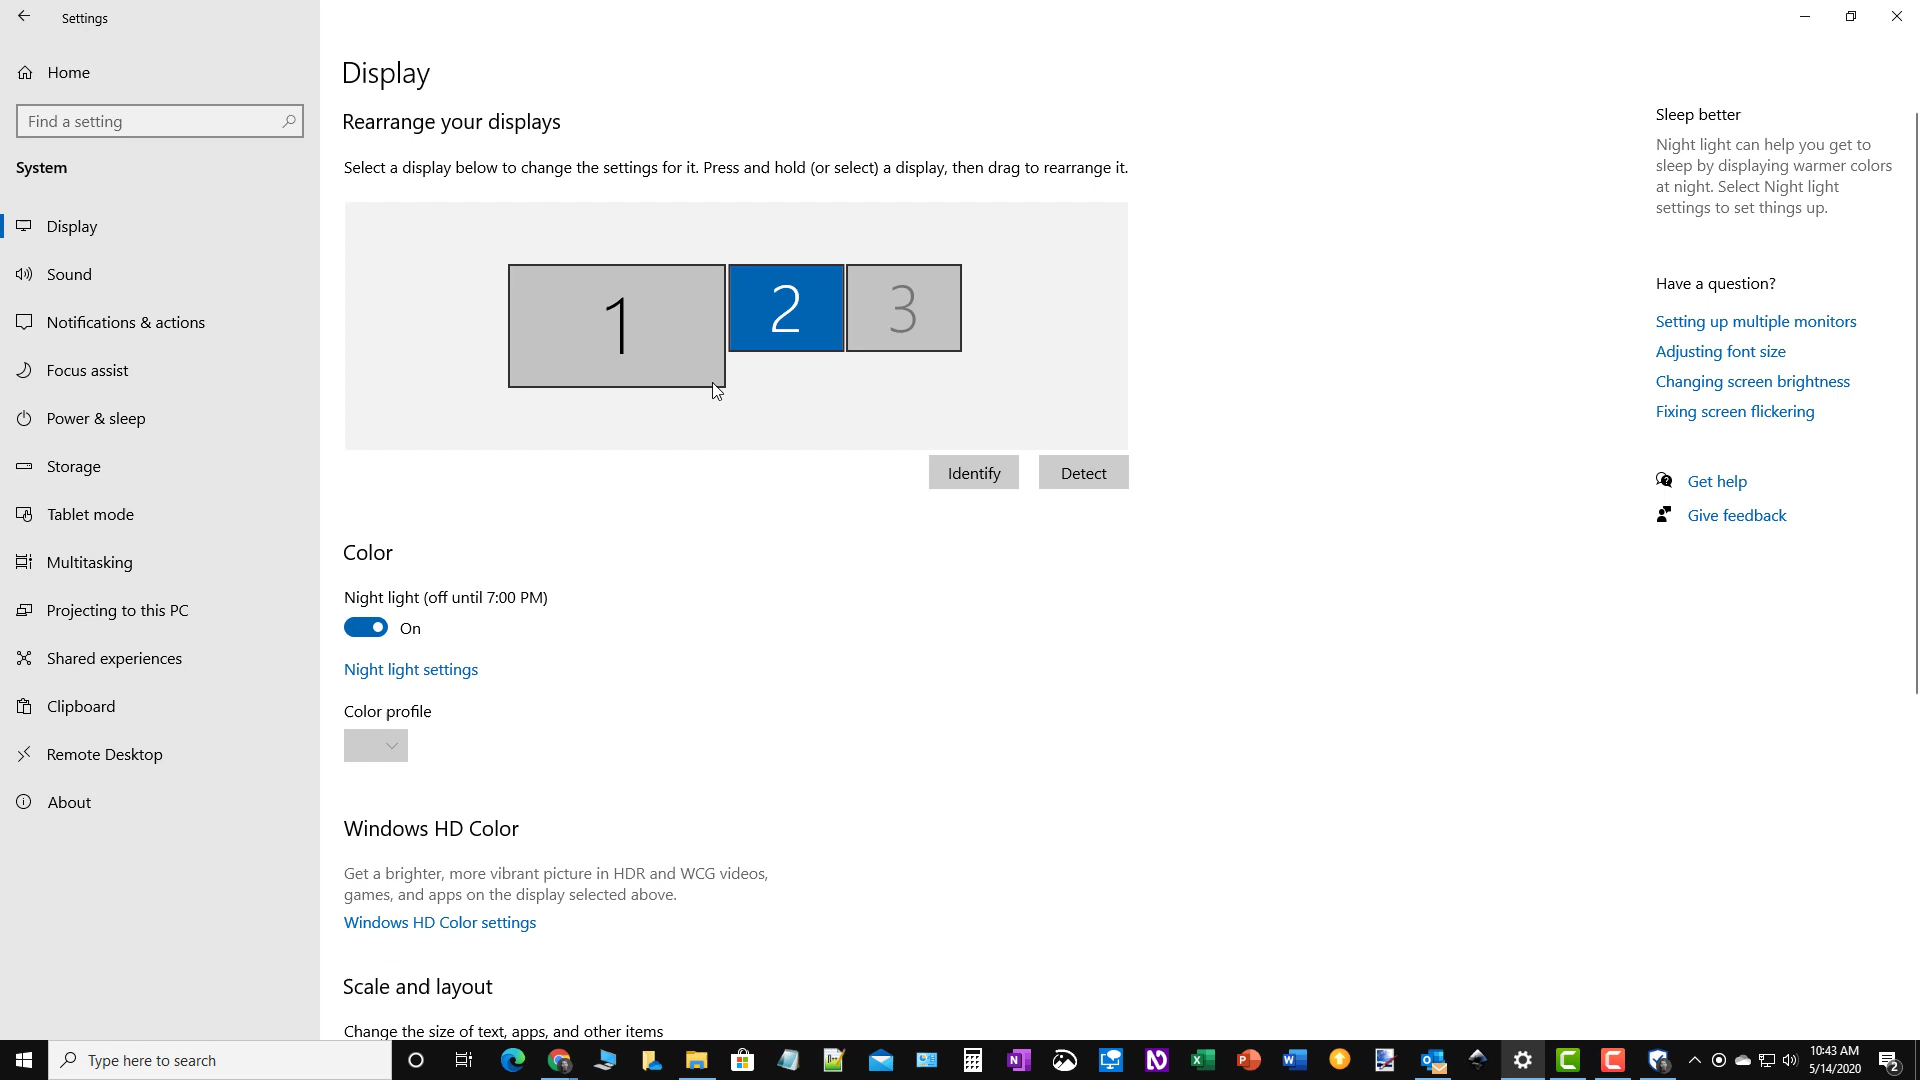 Settings
Home
Find a setting
System
Display
Sound
Notifications & actions
Focus assist
Power & sleep
Storage
Tablet mode
Multitasking
Projecting to this PC
Shared experiences
Clipboard
Remote Desktop
About
Display
Rearrange your displays
Select a display below to change the settings for it. Press and hold (or select) a display, then drag to rearrange it.
1
2
3
Identify
Detect
Color
Night light (off until 7:00 PM)
On
Night light settings
Color profile
Windows HD Color
Get a brighter, more vibrant picture in HDR and WCG videos,
games, and apps on the display selected above.
Windows HD Color settings
Scale and layout
Change the size of text, apps, and other items
Sleep better
Night light can help you get to
sleep by displaying warmer colors
at night. Select Night light
settings to set things up.
Have a question?
Setting up multiple monitors
Adjusting font size
Changing screen brightness
Fixing screen flickering
Get help
Give feedback
Type here to search
10:43 AM
5/14/2020
2